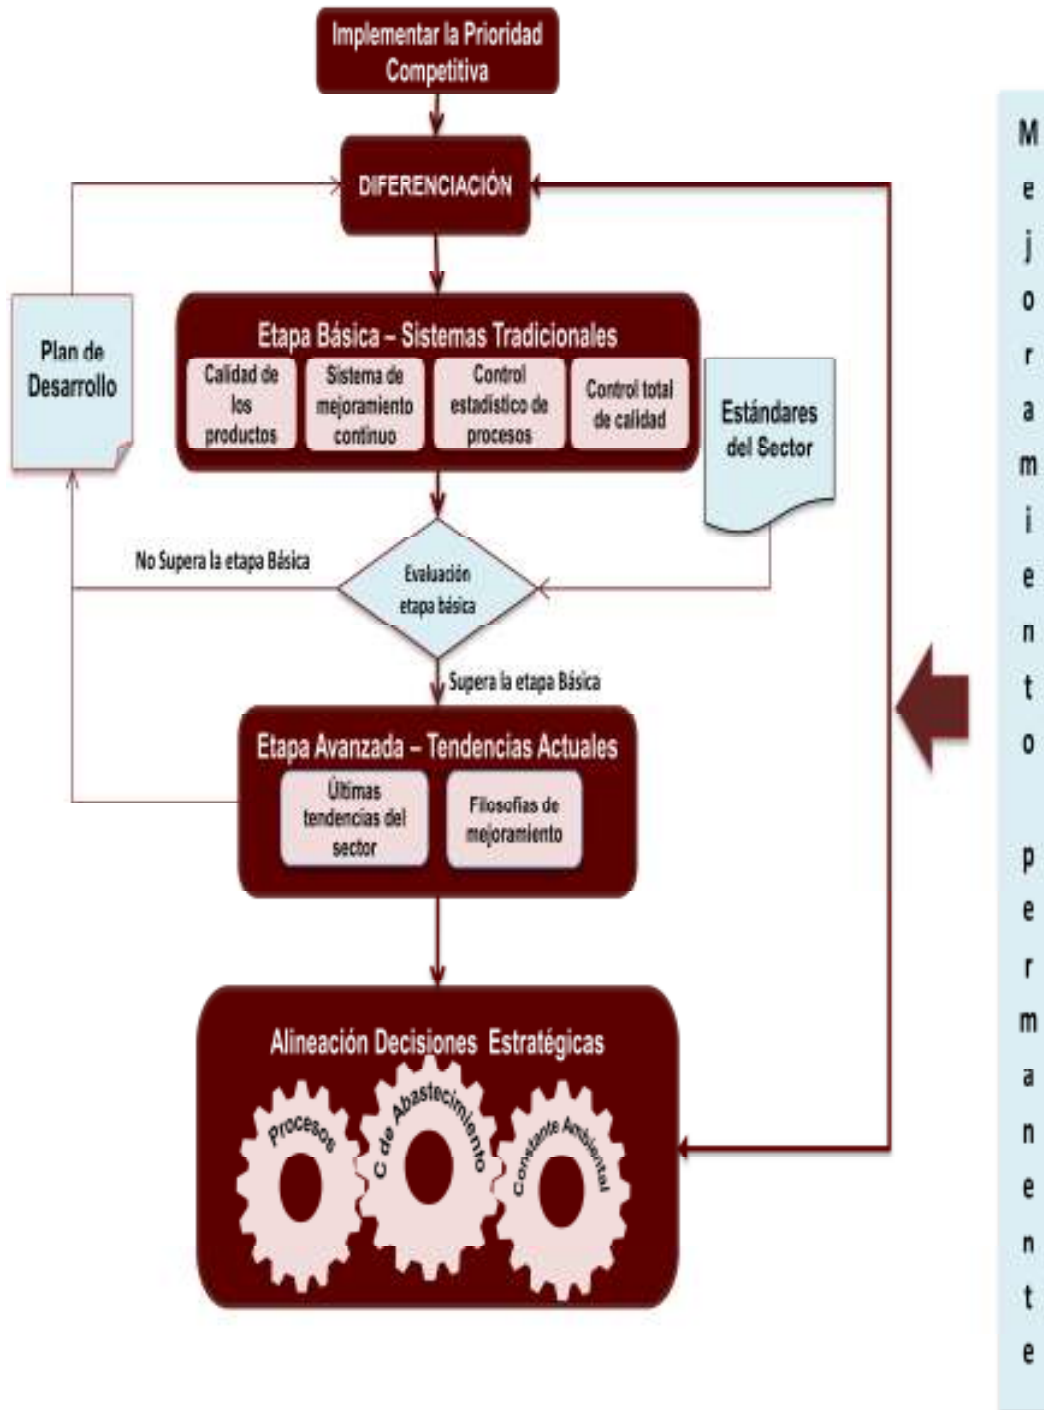 Implementar la Prioridad
Competitiva
DIFERENCIACIÓN
Plan de
Desarrollo
Etapa Básica – Sistemas Tradicionales
Calidad de
los
productos
Sistema de
mejoramiento
continuo
Control
estadístico de
procesos
Control total
de calidad
Estándares
del Sector
No Supera la etapa Básica
Evaluación
etapa básica
Supera la etapa Básica
Etapa Avanzada – Tendencias Actuales
Últimas
tendencias del
sector
Filosofías de
mejoramiento
Alineación Decisiones Estratégicas
Procesos
C de Abastecimiento
Constante Ambiental
Mejoramiento permanente